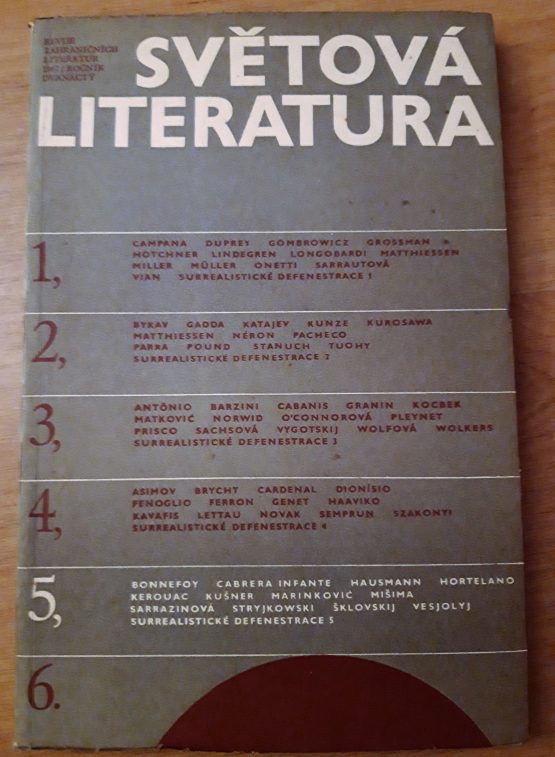 REVUE
ZAHRANIČNÍCH
LITERATUR
1967 / ROČNÍK
DVANÁCTÝ
SVĚTOVÁ
LITERATURA
1,
CAMPANA DUPREY GOMBROWICZ GROSSMAN
HOTCHNER LINDEGREN LONGOBARDI MATTHIESSEN
MILLER MÜLLER ONETTI SARRAUTOVÁ
VIAN SURREALISTICKÉ DEFENESTRACE 1
2,
BYKAV GADDA KATAJEV KUNZE KUROSAWA
MATTHIESSEN NÉRON PACHECO
PARRA POUND STANUCH TUOHY
SURREALISTICKÉ DEFENESTRACE 2
3,
ANTÔNIO BARZINI CABANIS GRANIN KOCBEK
MATKOVIĆ NORWID O'CONNOROVÁ PLEYNET
PRISCO SACHSOVÁ VYGOTSKIJ WOLFOVÁ WOLKERS
SURREALISTICKÉ DEFENESTRACE 3
4,
ASIMOV BRYCHT CARDENAL DIONÍSIO
FENOGLIO FERRON GENET HAAVIKO
KAVAFIS LETTAU NOVAK SEMPRUN SZAKONYI
SURREALISTICKÉ DEFENESTRACE 4
5,
BONNEFOY CABRERA INFANTE HAUSMANN HORTELANO
KEROUAC KUŠNER MARINKOVIĆ MIŠIMA
SARRAZINOVÁ STRYJKOWSKI ŠKLOVSKIJ VESJOLYJ
SURREALISTICKÉ DEFENESTRACE 5
6.